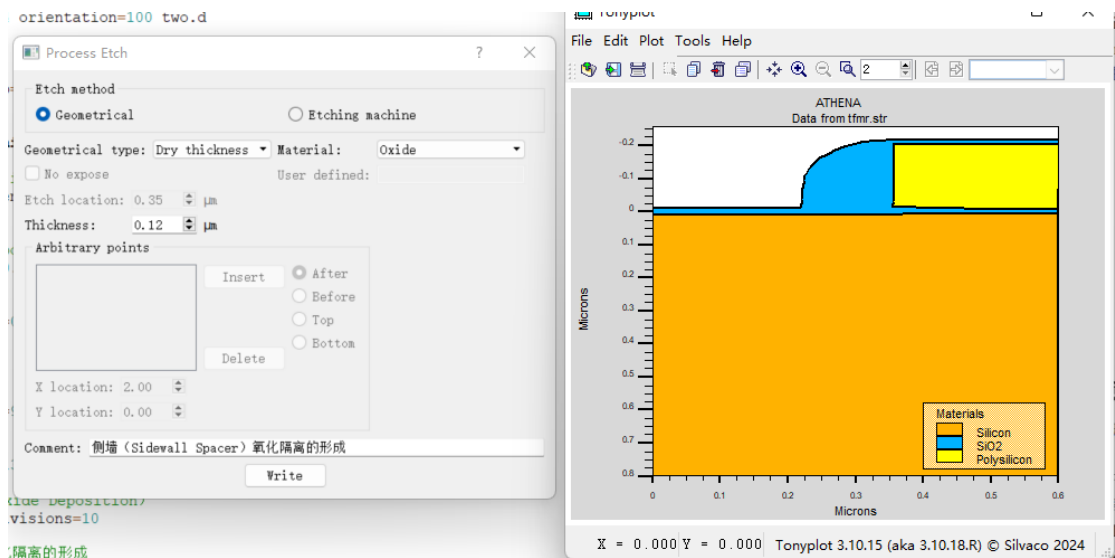 orientation=100 two.d
Process Etch
Etch method
Geometrical
Etching machine
Geometrical type: Dry thickness Material: Oxide
No expose User defined:
Etch location: 0.35 μm
Thickness: 0.12 μm
Arbitrary points
Insert
After
Before
Top
Bottom
Delete
X location: 2.00
Y location: 0.00
Comment: 侧墙（Sidewall Spacer）氧化隔离的形成
Write
xide Deposition)
visions=10
隔离的形成
Tonyplot
File Edit Plot Tools Help
2
ATHENA
Data from tfmr.str
-0.2
-0.1
0
0.1
0.2
0.3
0.4
0.5
0.6
0.7
0.8
Microns
Materials
Silicon
SiO2
Polysilicon
0 0.1 0.2 0.3 0.4 0.5 0.6
Microns
X = 0.000 Y = 0.000 Tonyplot 3.10.15 (aka 3.10.18.R) © Silvaco 2024